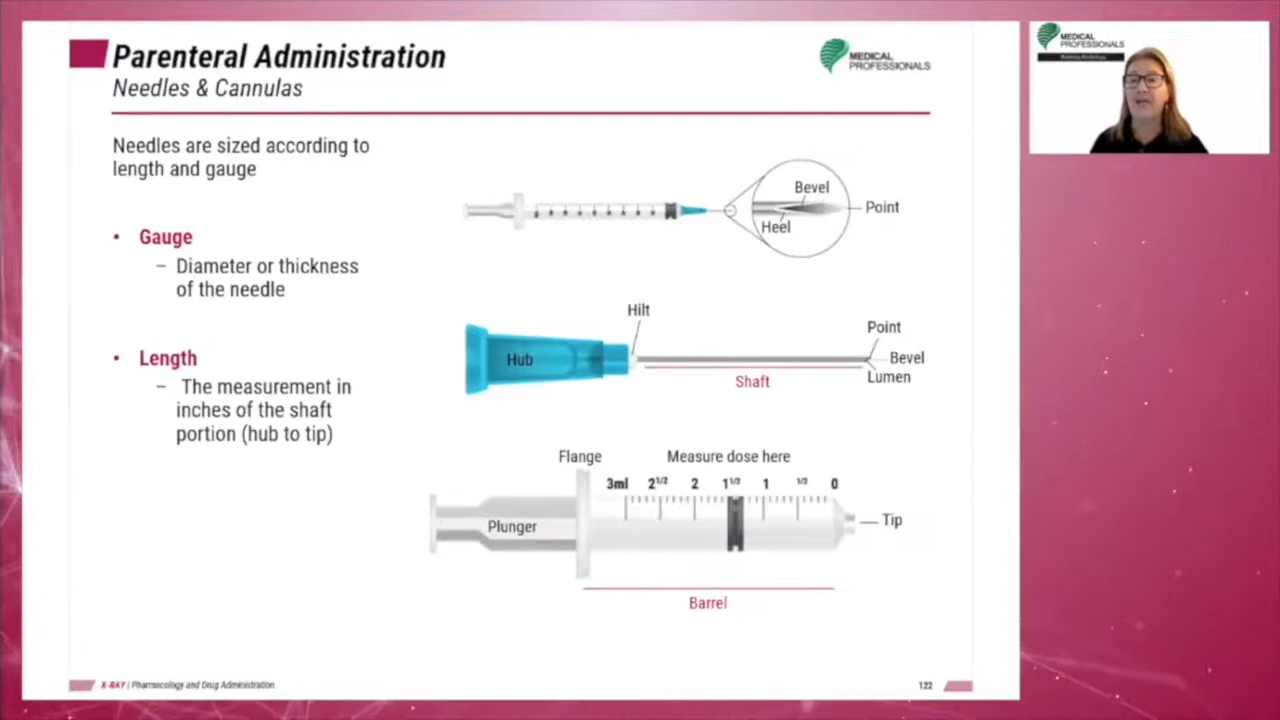 Parenteral Administration
Needles & Cannulas
MEDICAL
PROFESSIONALS
MEDICAL
PROFESSIONALS
Needles are sized according to
length and gauge
• Gauge
– Diameter or thickness
of the needle
• Length
– The measurement in
inches of the shaft
portion (hub to tip)
Bevel
Point
Heel
Hilt
Hub
Shaft
Point
Bevel
Lumen
Flange
Measure dose here
3ml 2 1/2 2 1 1/2 1 1/2 0
Plunger
Tip
Barrel
X-RAY | Pharmacology and Drug Administration
122